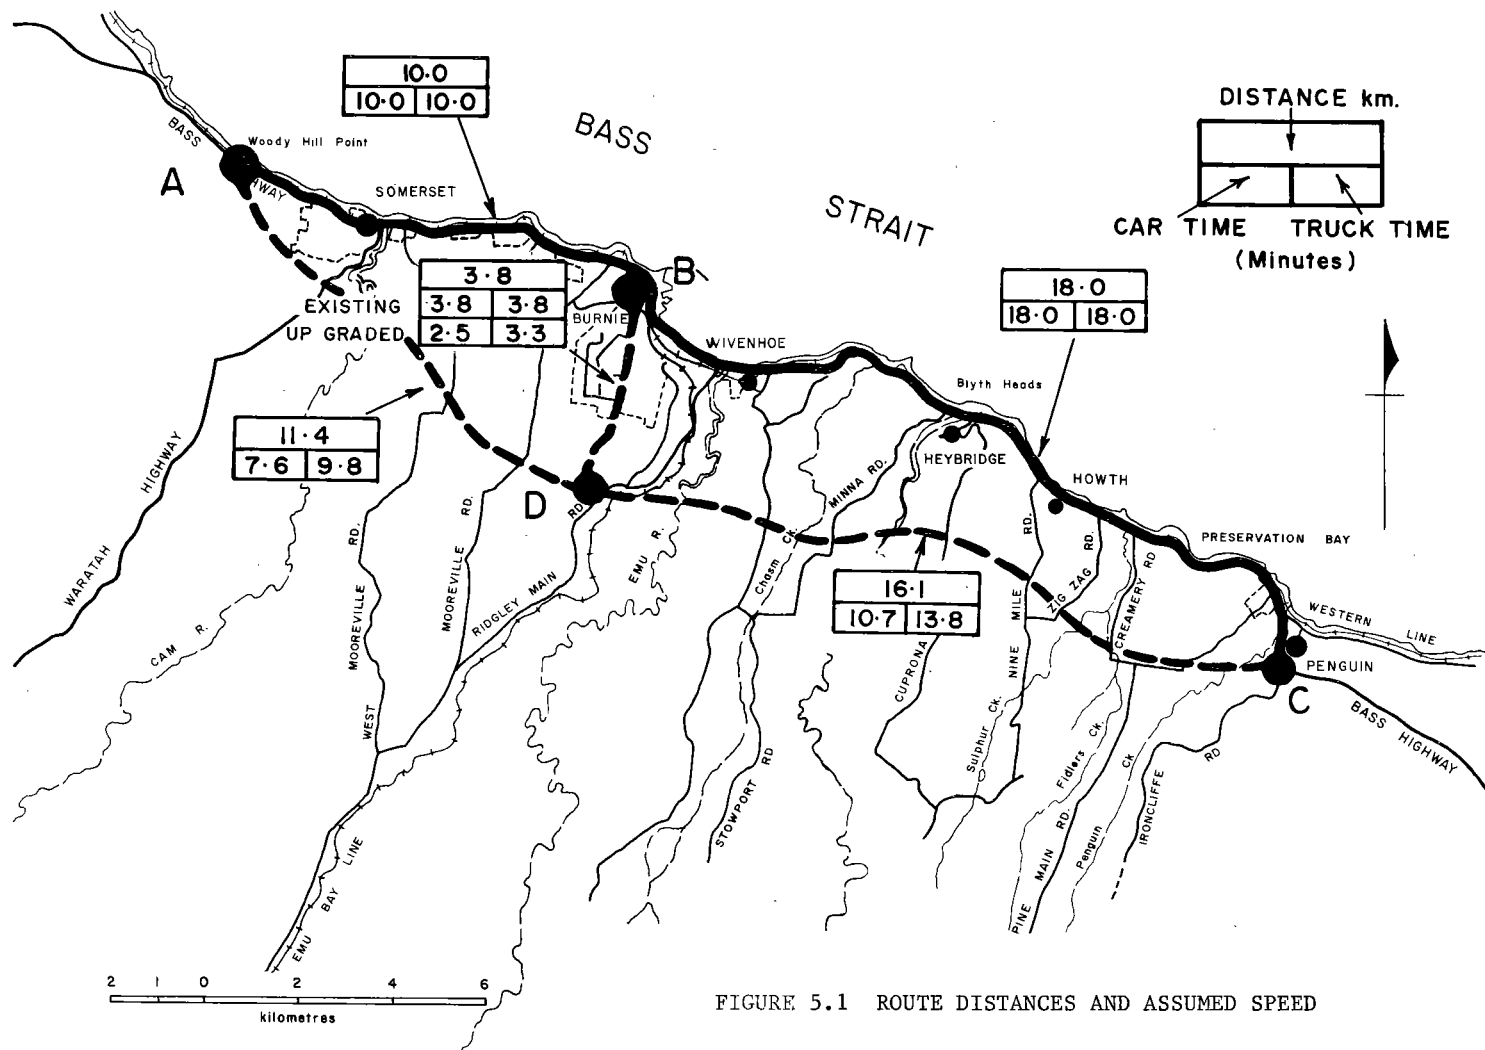 10·0
10·0 10·0
BASS
STRAIT
DISTANCE km.
CAR TIME TRUCK TIME
(Minutes)
BASS
HWAY
Woody Hill Point
A
SOMERSET
B
3·8
3·8 3·8
2·5 3·3
BURNIE
EXISTING
UP GRADED
WIVENHOE
18·0
18·0 18·0
Blyth Heads
11·4
7·6 9·8
D
HEYBRIDGE
HOWTH
PRESERVATION BAY
16·1
10·7 13·8
WESTERN LINE
PENGUIN
C
BASS HIGHWAY
WARATAH HIGHWAY
CAM R.
WEST MOOREVILLE RD.
MOOREVILLE RD.
RIDGLEY MAIN RD.
EMU R.
EMU BAY LINE
Chasm Ck.
MINNA RD.
STOWPORT RD
CUPRONA
NINE MILE RD.
ZIG ZAG RD.
CREAMERY RD
Sulphur Ck.
Fidlers Ck.
PINE MAIN RD.
Penguin Ck
IRONCLIFFE RD
2 1 0 2 4 6
kilometres
FIGURE 5.1 ROUTE DISTANCES AND ASSUMED SPEED